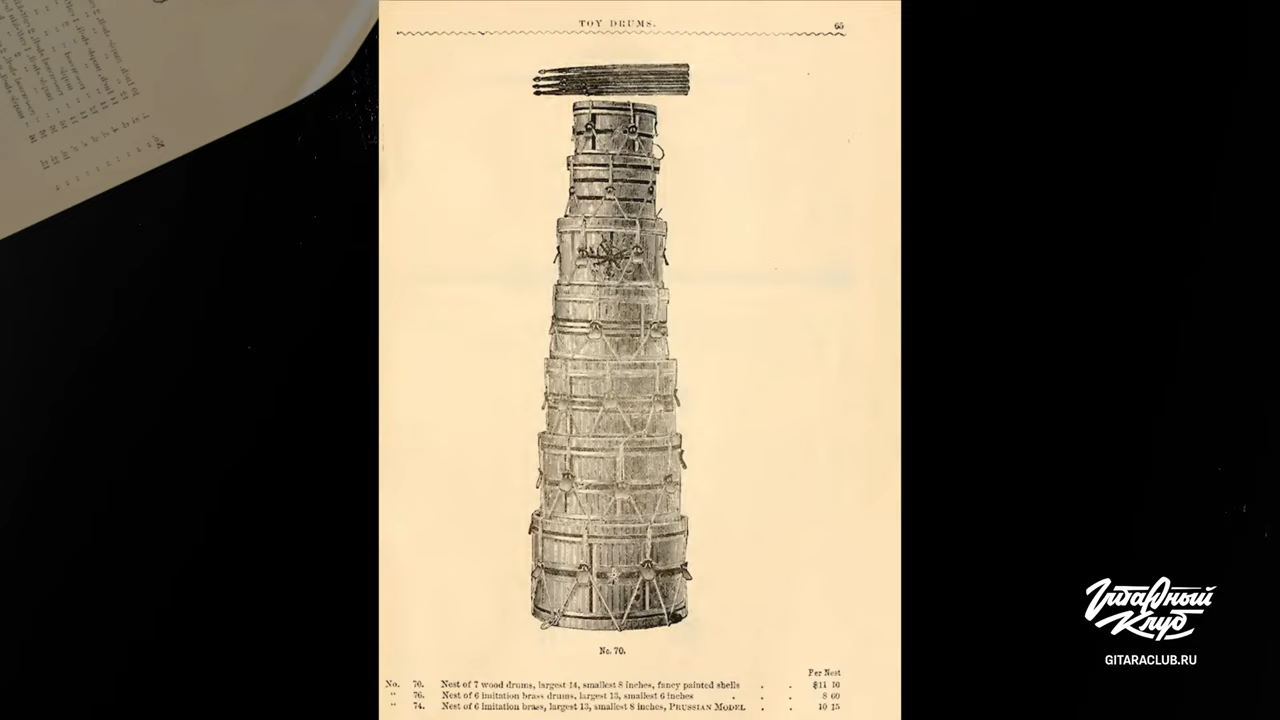 TOY DRUMS. 65
No. 70.
Per Nest
No. 70. Nest of 7 wood drums, largest 14, smallest 8 inches, fancy painted shells . . $11 10
" 76. Nest of 6 imitation brass drums, largest 13, smallest 6 inches . . . 8 60
" 74. Nest of 6 imitation brass, largest 13, smallest 8 inches, PRUSSIAN MODEL . . 10 15
Гитарный
Клуб
GITARACLUB.RU